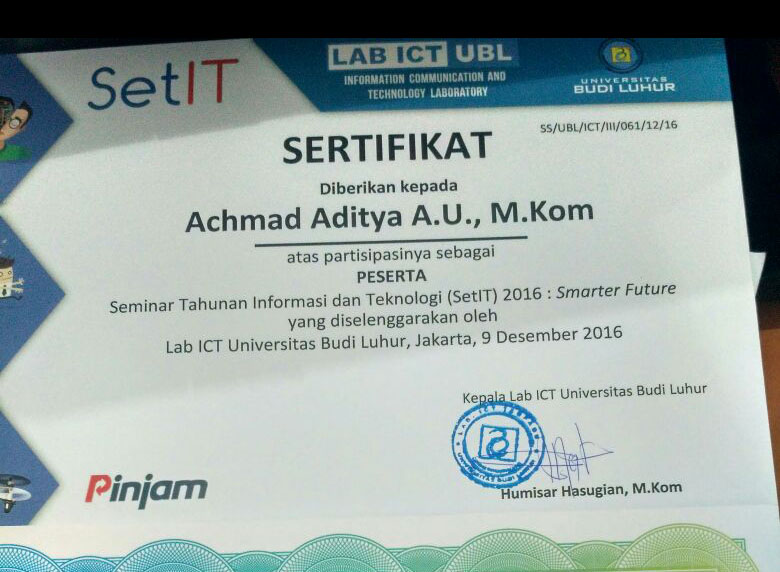 SetIT
LAB ICT UBL
INFORMATION COMMUNICATION AND
TECHNOLOGY LABORATORY
UNIVERSITAS
BUDI LUHUR
SS/UBL/ICT/III/061/12/16
SERTIFIKAT
Diberikan kepada
Achmad Aditya A.U., M.Kom
atas partisipasinya sebagai
PESERTA
Seminar Tahunan Informasi dan Teknologi (SetIT) 2016 : Smarter Future
yang diselenggarakan oleh
Lab ICT Universitas Budi Luhur, Jakarta, 9 Desember 2016
Kepala Lab ICT Universitas Budi Luhur
LAB. ICT TERPADU
Humisar Hasugian, M.Kom
Pinjam